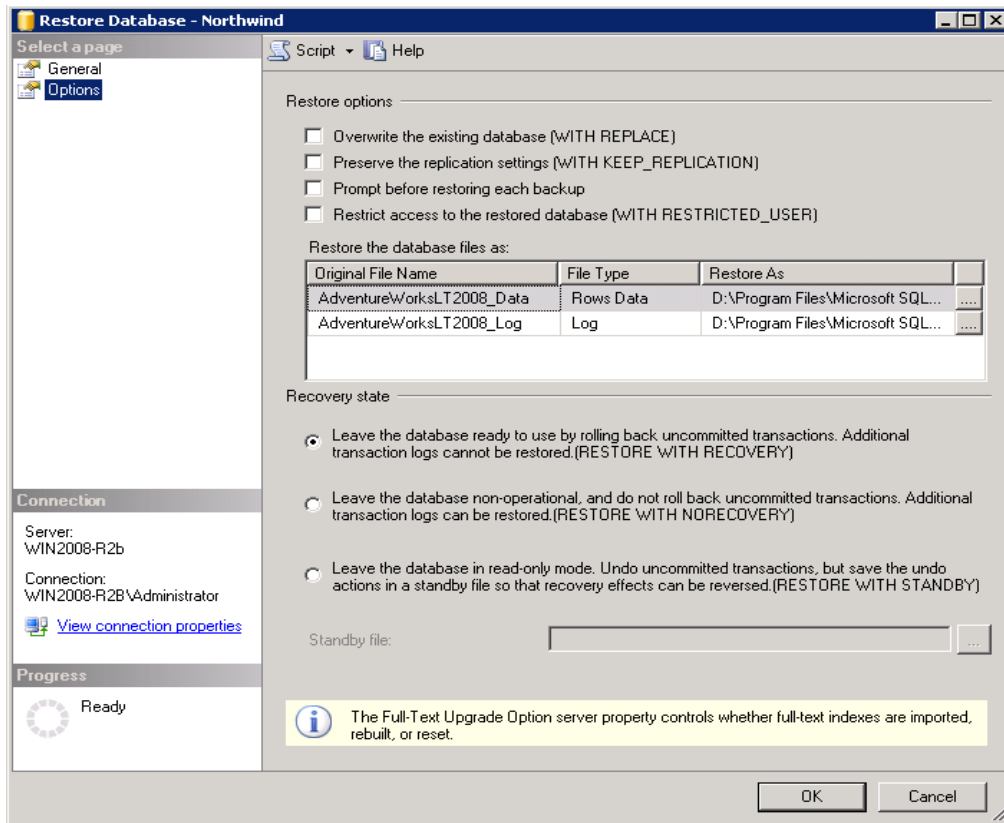 Restore Database - Northwind
Select a page
General
Options
Script
Help
Restore options
Overwrite the existing database (WITH REPLACE)
Preserve the replication settings (WITH KEEP_REPLICATION)
Prompt before restoring each backup
Restrict access to the restored database (WITH RESTRICTED_USER)
Restore the database files as:
Original File Name File Type Restore As
AdventureWorksLT2008_Data Rows Data D:\Program Files\Microsoft SQL... ....
AdventureWorksLT2008_Log Log D:\Program Files\Microsoft SQL... ....
Recovery state
Leave the database ready to use by rolling back uncommitted transactions. Additional
transaction logs cannot be restored.(RESTORE WITH RECOVERY)
Leave the database non-operational, and do not roll back uncommitted transactions. Additional
transaction logs can be restored.(RESTORE WITH NORECOVERY)
Leave the database in read-only mode. Undo uncommitted transactions, but save the undo
actions in a standby file so that recovery effects can be reversed.(RESTORE WITH STANDBY)
Standby file:
...
Connection
Server:
WIN2008-R2b
Connection:
WIN2008-R2B\Administrator
View connection properties
Progress
Ready
The Full-Text Upgrade Option server property controls whether full-text indexes are imported,
rebuilt, or reset.
OK
Cancel